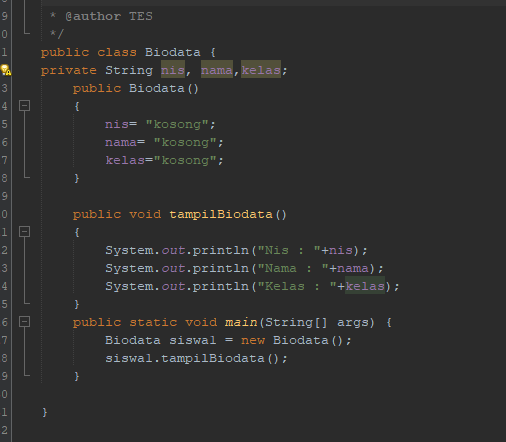 9 * @author TES
0 */
1 public class Biodata {
private String nis, nama,kelas;
3 public Biodata()
4 {
5 nis= "kosong";
6 nama= "kosong";
7 kelas="kosong";
8 }
9
0 public void tampilBiodata()
1 {
2 System.out.println("Nis : "+nis);
3 System.out.println("Nama : "+nama);
4 System.out.println("Kelas : "+kelas);
5 }
6 public static void main(String[] args) {
7 Biodata siswa1 = new Biodata();
8 siswa1.tampilBiodata();
9 }
0
1 }
2